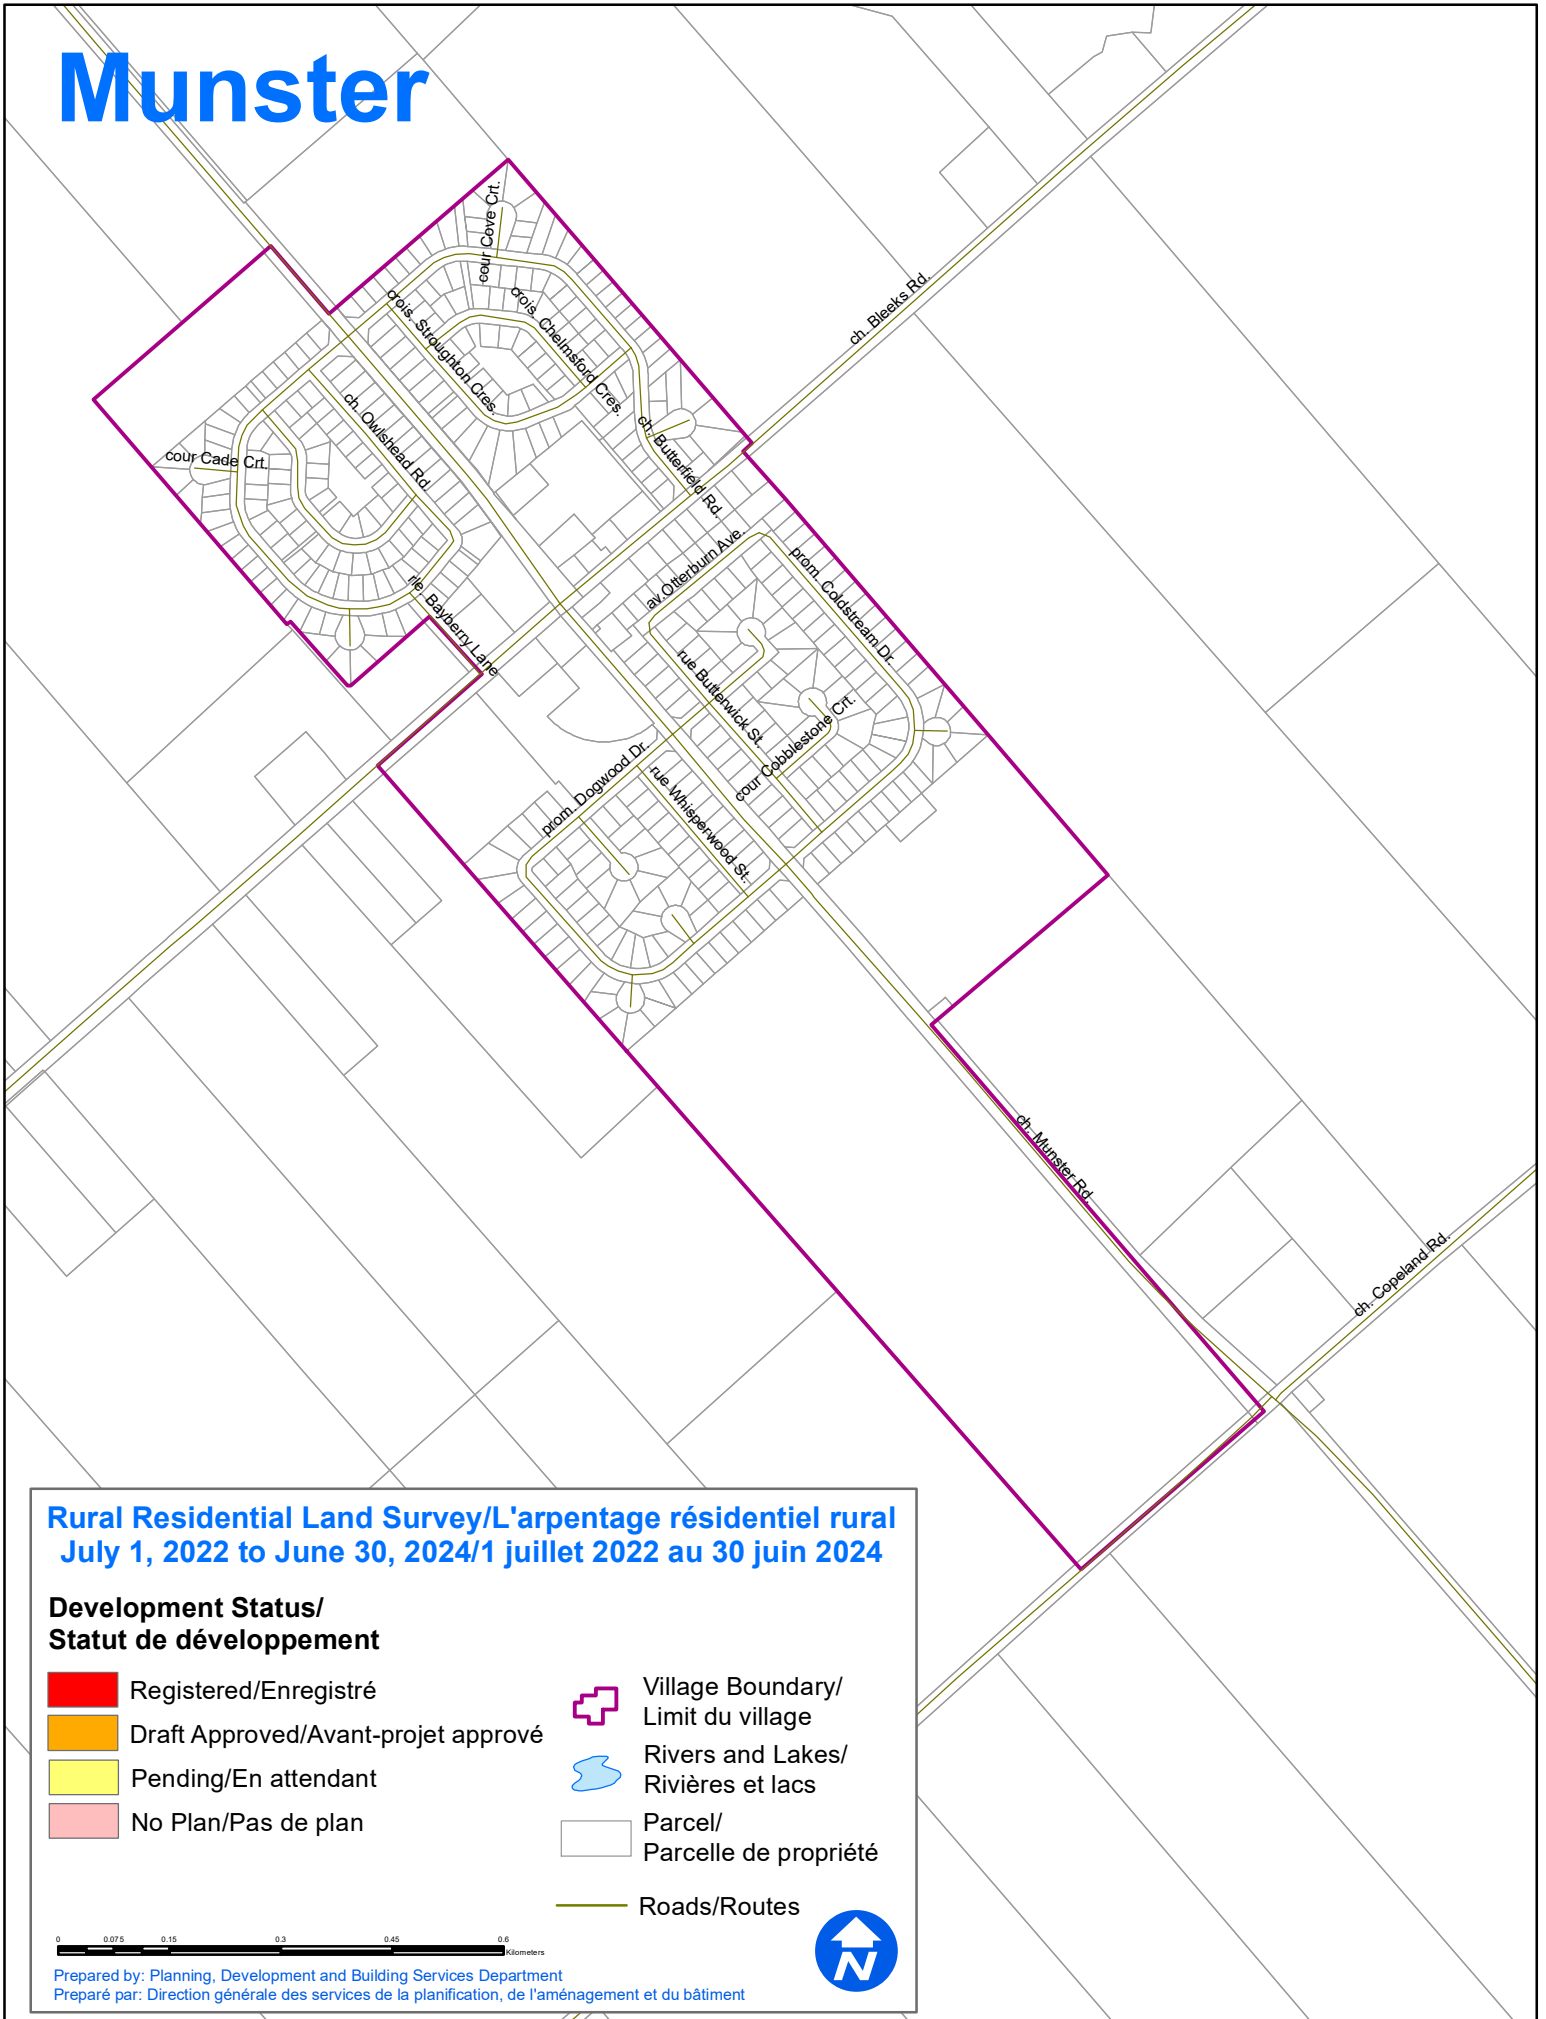 Munster
cour Cove Crt.
crois. Stroughton Cres.
crois. Chelmsford Cres.
ch. Bleeks Rd.
ch. Owlshead Rd.
ch. Butterfield Rd.
cour Cade Crt.
av.Otterburn Ave.
prom. Coldstream Dr.
rle. Bayberry Lane
rue Butterwick St.
cour Cobblestone Crt.
prom. Dogwood Dr.
rue Whisperwood St.
ch. Munster Rd.
ch. Copeland Rd.
Rural Residential Land Survey/L'arpentage résidentiel rural
July 1, 2022 to June 30, 2024/1 juillet 2022 au 30 juin 2024
Development Status/
Statut de développement
Registered/Enregistré
Draft Approved/Avant-projet apprové
Pending/En attendant
No Plan/Pas de plan
Village Boundary/
Limit du village
Rivers and Lakes/
Rivières et lacs
Parcel/
Parcelle de propriété
Roads/Routes
0 0.075 0.15 0.3 0.45 0.6
Kilometers
N
Prepared by: Planning, Development and Building Services Department
Preparé par: Direction générale des services de la planification, de l'aménagement et du bâtiment